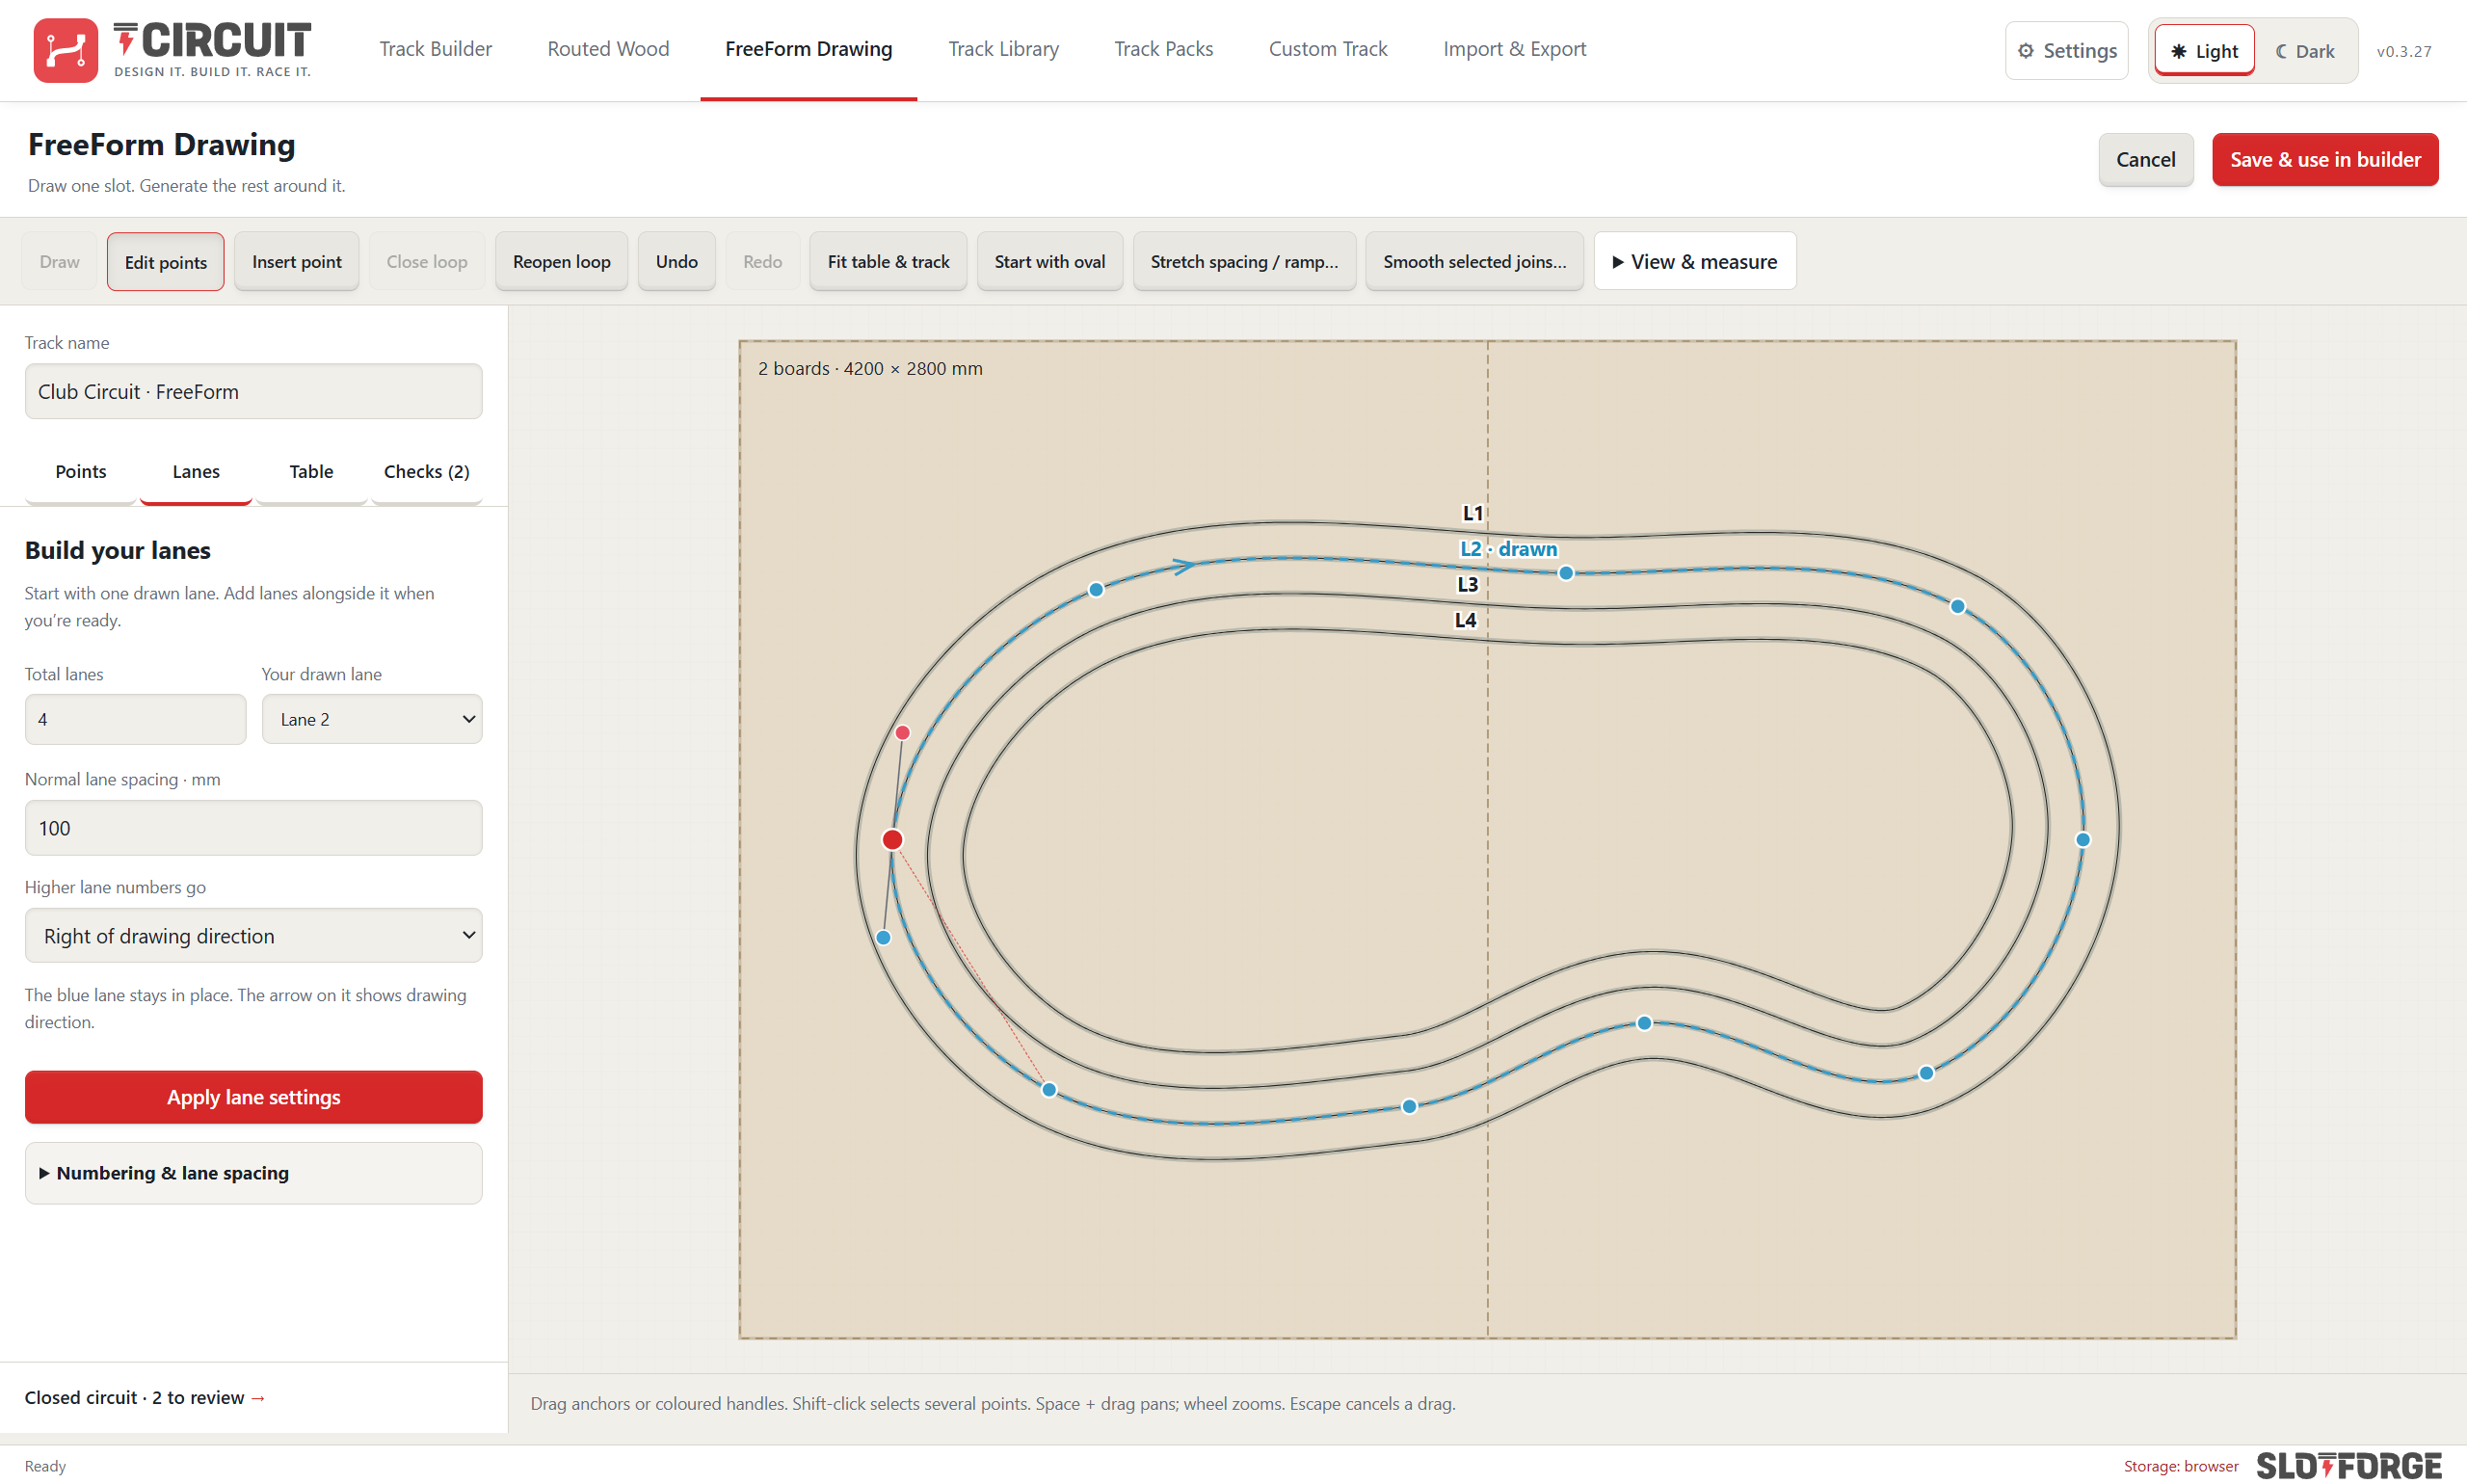 CIRCUIT
DESIGN IT. BUILD IT. RACE IT.
Track Builder
Routed Wood
FreeForm Drawing
Track Library
Track Packs
Custom Track
Import & Export
Settings
Light
Dark
v0.3.27
FreeForm Drawing
Draw one slot. Generate the rest around it.
Cancel
Save & use in builder
Draw
Edit points
Insert point
Close loop
Reopen loop
Undo
Redo
Fit table & track
Start with oval
Stretch spacing / ramp...
Smooth selected joins...
View & measure
Track name
Club Circuit · FreeForm
Points
Lanes
Table
Checks (2)
Build your lanes
Start with one drawn lane. Add lanes alongside it when
you're ready.
Total lanes
Your drawn lane
4
Lane 2
Normal lane spacing · mm
100
Higher lane numbers go
Right of drawing direction
The blue lane stays in place. The arrow on it shows drawing
direction.
Apply lane settings
Numbering & lane spacing
Closed circuit · 2 to review →
2 boards · 4200 × 2800 mm
L1
L2 · drawn
L3
L4
Drag anchors or coloured handles. Shift-click selects several points. Space + drag pans; wheel zooms. Escape cancels a drag.
Ready
Storage: browser
SLOTFORGE